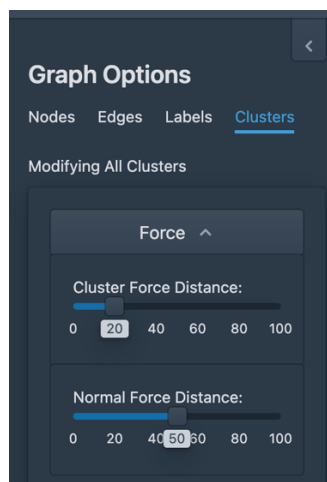 Graph Options
Nodes Edges Labels Clusters
Modifying All Clusters
Force
Cluster Force Distance:
0 20 40 60 80 100
Normal Force Distance:
0 20 40 50 60 80 100